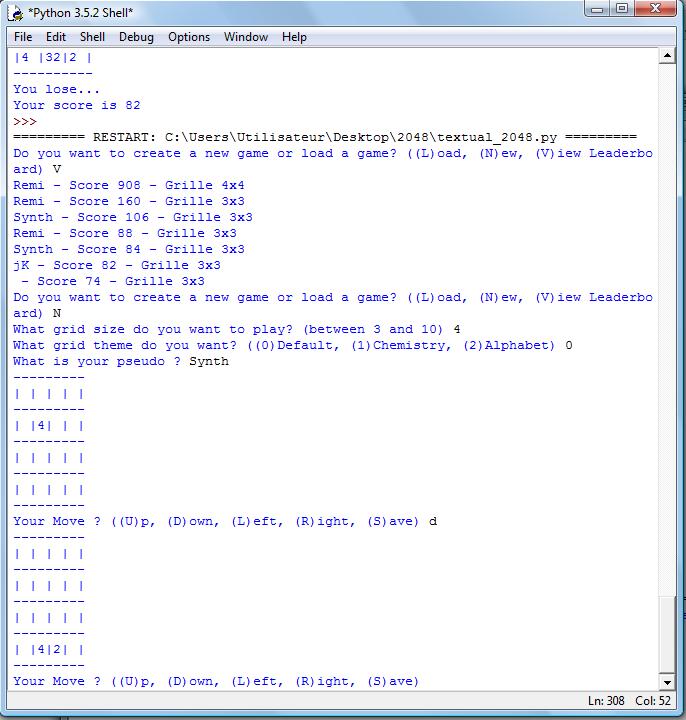 *Python 3.5.2 Shell*
File Edit Shell Debug Options Window Help
|4 |32|2 |
----------
You lose...
Your score is 82
>>>
========= RESTART: C:\Users\Utilisateur\Desktop\2048\textual_2048.py =========
Do you want to create a new game or load a game? ((L)oad, (N)ew, (V)iew Leaderbo
ard) V
Remi - Score 908 - Grille 4x4
Remi - Score 160 - Grille 3x3
Synth - Score 106 - Grille 3x3
Remi - Score 88 - Grille 3x3
Synth - Score 84 - Grille 3x3
jK - Score 82 - Grille 3x3
 - Score 74 - Grille 3x3
Do you want to create a new game or load a game? ((L)oad, (N)ew, (V)iew Leaderbo
ard) N
What grid size do you want to play? (between 3 and 10) 4
What grid theme do you want? ((0)Default, (1)Chemistry, (2)Alphabet) 0
What is your pseudo ? Synth
---------
| | | | |
---------
| |4| | |
---------
| | | | |
---------
| | | | |
---------
Your Move ? ((U)p, (D)own, (L)eft, (R)ight, (S)ave) d
---------
| | | | |
---------
| | | | |
---------
| | | | |
---------
| |4|2| |
---------
Your Move ? ((U)p, (D)own, (L)eft, (R)ight, (S)ave)
Ln: 308 Col: 52